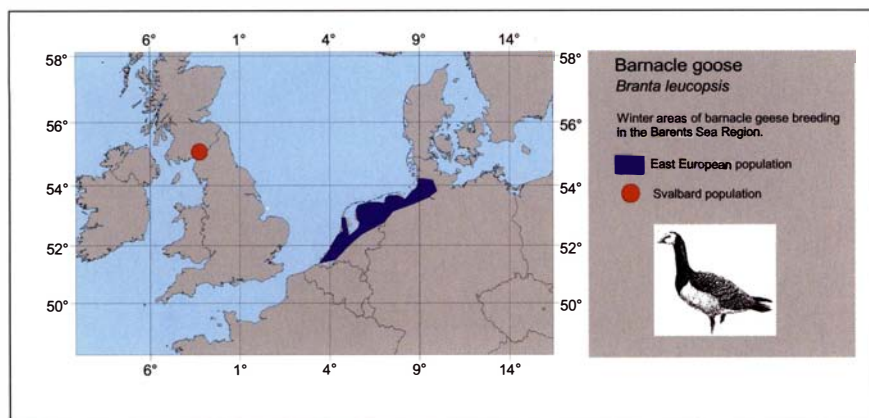 6° 1° 4° 9° 14°
58° 58°
56° 56°
54° 54°
52° 52°
50° 50°
6° 1° 4° 9° 14°
Barnacle goose
Branta leucopsis
Winter areas of barnacle geese breeding
in the Barents Sea Region.
East European population
Svalbard population